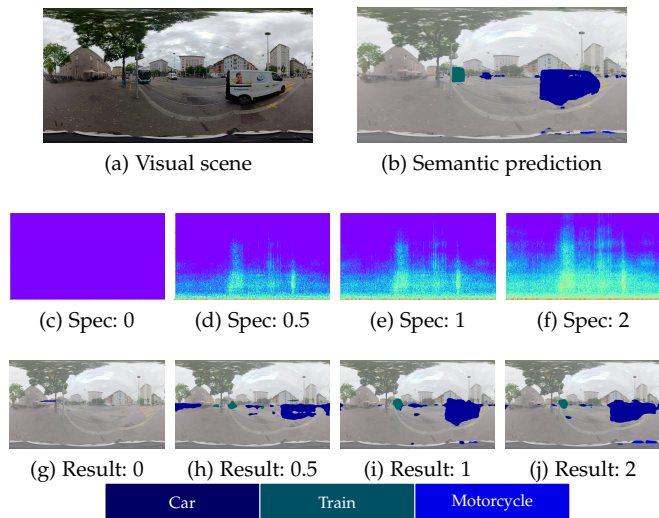 (a) Visual scene
(b) Semantic prediction
(c) Spec: 0
(d) Spec: 0.5
(e) Spec: 1
(f) Spec: 2
(g) Result: 0
(h) Result: 0.5
(i) Result: 1
(j) Result: 2
Car
Train
Motorcycle